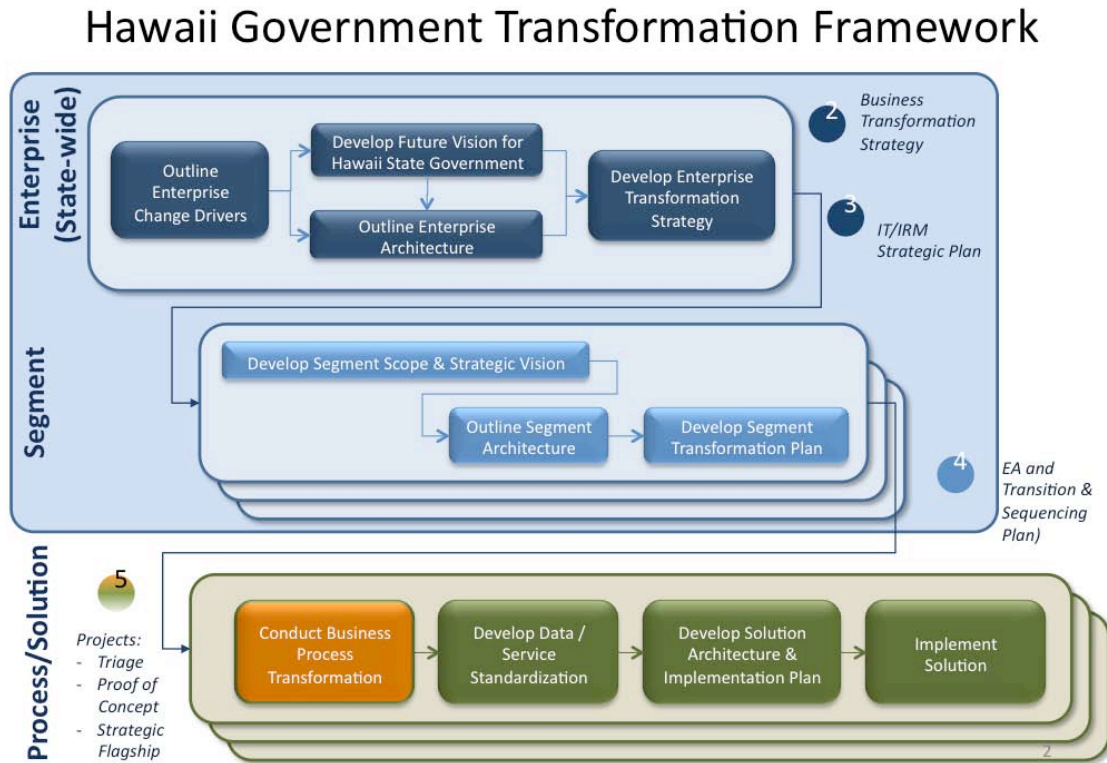 Hawaii Government Transformation Framework
Enterprise
(State-wide)
Outline
Enterprise
Change Drivers
Develop Future Vision for
Hawaii State Government
Outline Enterprise
Architecture
Develop Enterprise
Transformation
Strategy
2
Business
Transformation
Strategy
3
IT/IRM
Strategic Plan
Segment
Develop Segment Scope & Strategic Vision
Outline Segment
Architecture
Develop Segment
Transformation Plan
4
EA and
Transition &
Sequencing
Plan)
Process/Solution
5
Projects:
- Triage
- Proof of
Concept
- Strategic
Flagship
Conduct Business
Process
Transformation
Develop Data /
Service
Standardization
Develop Solution
Architecture &
Implementation Plan
Implement
Solution
2